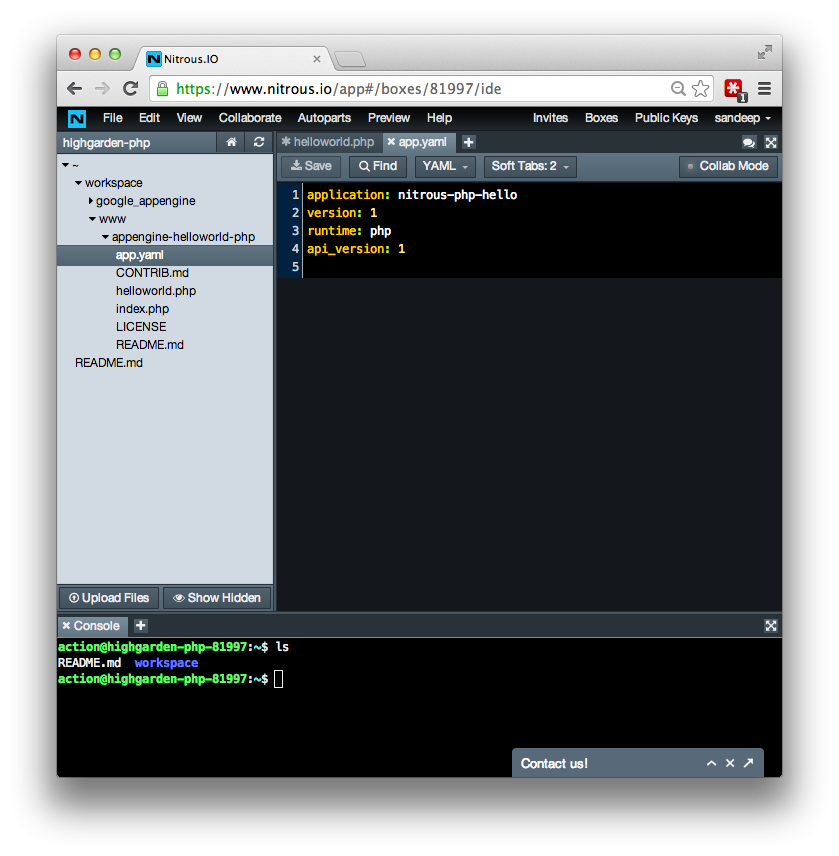 Nitrous.IO
https://www.nitrous.io/app#/boxes/81997/ide
1
N File Edit View Collaborate Autoparts Preview Help Invites Boxes Public Keys sandeep
highgarden-php
helloworld.php app.yaml
Save Find YAML Soft Tabs: 2 Collab Mode
~
workspace
google_appengine
www
appengine-helloworld-php
app.yaml
CONTRIB.md
helloworld.php
index.php
LICENSE
README.md
README.md
1 application: nitrous-php-hello
2 version: 1
3 runtime: php
4 api_version: 1
5
Upload Files Show Hidden
Console
action@highgarden-php-81997:~$ ls
README.md workspace
action@highgarden-php-81997:~$
Contact us!